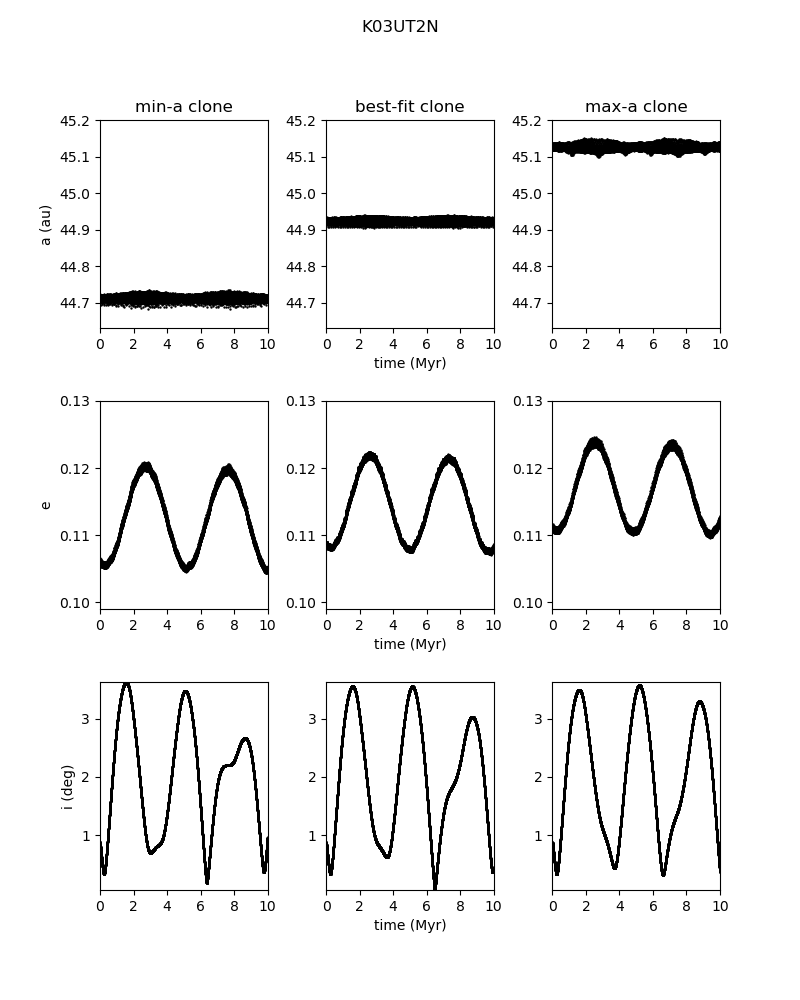 K03UT2N
min-a clone best-fit clone max-a clone
45.2 45.2 45.2
45.1 45.1 45.1
45.0 45.0 45.0
a (au) 44.9 44.9 44.9
44.8 44.8 44.8
44.7 44.7 44.7
0 2 4 6 8 10 0 2 4 6 8 10 0 2 4 6 8 10
time (Myr)
0.13 0.13 0.13
0.12 0.12 0.12
e 0.11 0.11 0.11
0.10 0.10 0.10
0 2 4 6 8 10 0 2 4 6 8 10 0 2 4 6 8 10
time (Myr)
3 3 3
i (deg) 2 2 2
1 1 1
0 2 4 6 8 10 0 2 4 6 8 10 0 2 4 6 8 10
time (Myr)